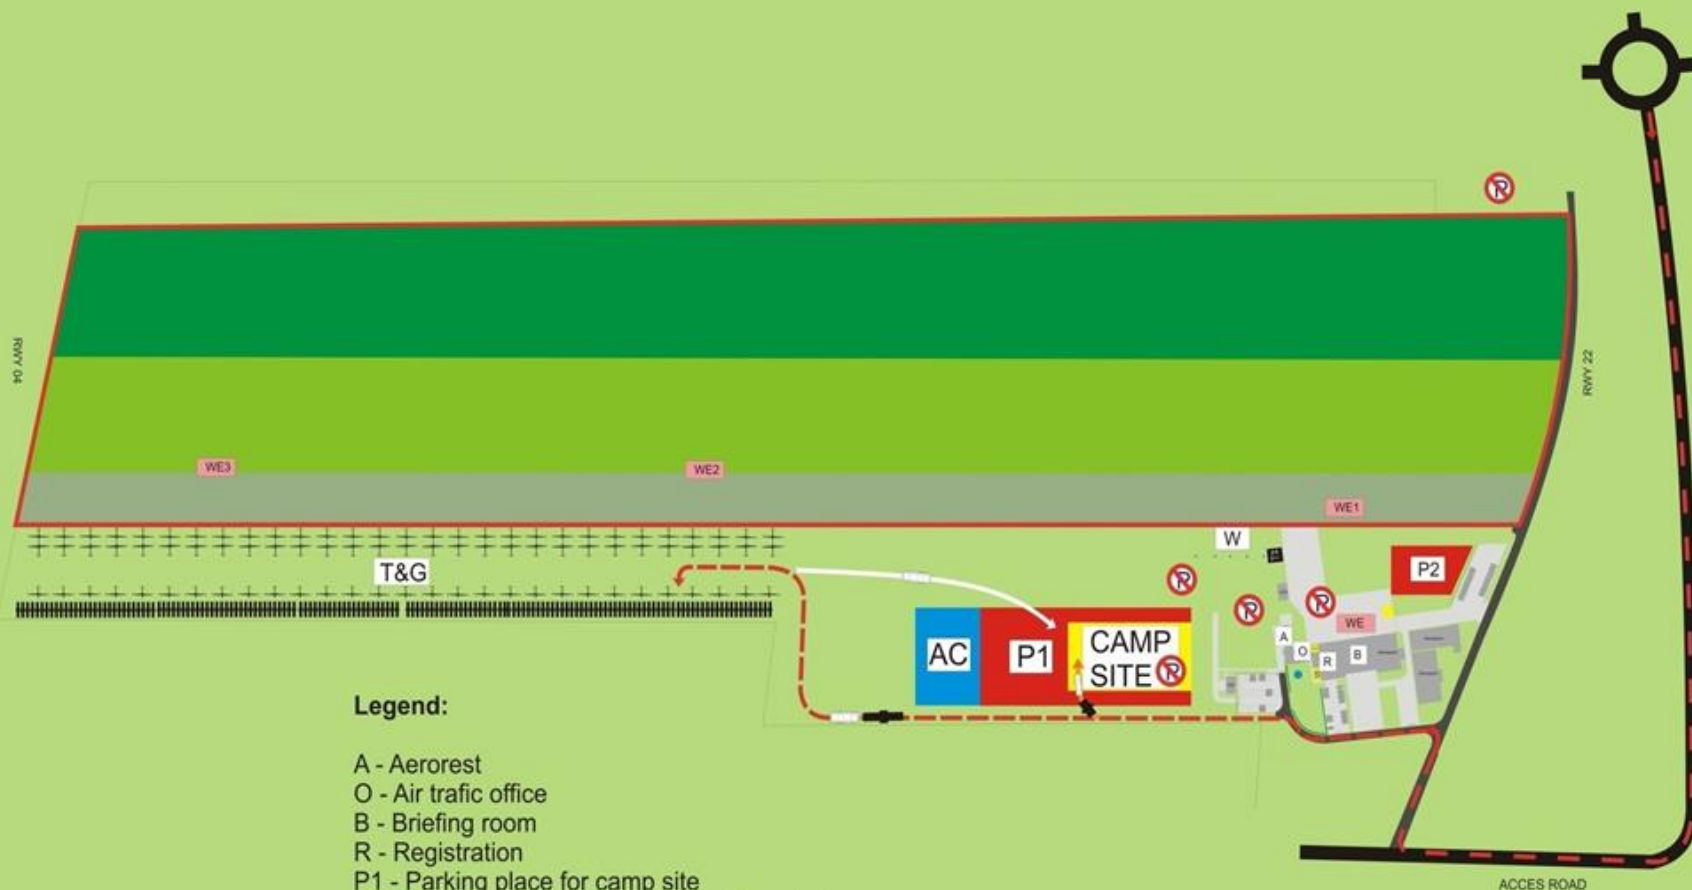 RWY 04
RWY 22
WE3
WE2
WE1
W
T&G
P2
WE
A
O
R
B
AC
P1
CAMP
SITE
P
P
P
P
P
Legend:
A - Aerorest
O - Air trafic office
B - Briefing room
R - Registration
P1 - Parking place for camp site
ACCES ROAD